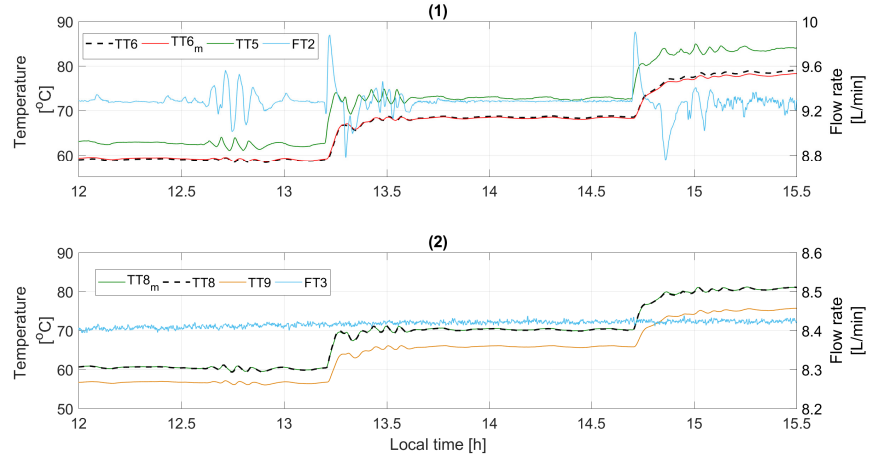 (1)
90
80
70
60
Temperature
[°C]
TT6 TT6m TT5 FT2
10
9.6
9.2
8.8
Flow rate
[L/min]
12 12.5 13 13.5 14 14.5 15 15.5
(2)
90
80
70
60
50
Temperature
[°C]
TT8m TT8 TT9 FT3
8.6
8.5
8.4
8.3
8.2
Flow rate
[L/min]
12 12.5 13 13.5 14 14.5 15 15.5
Local time [h]